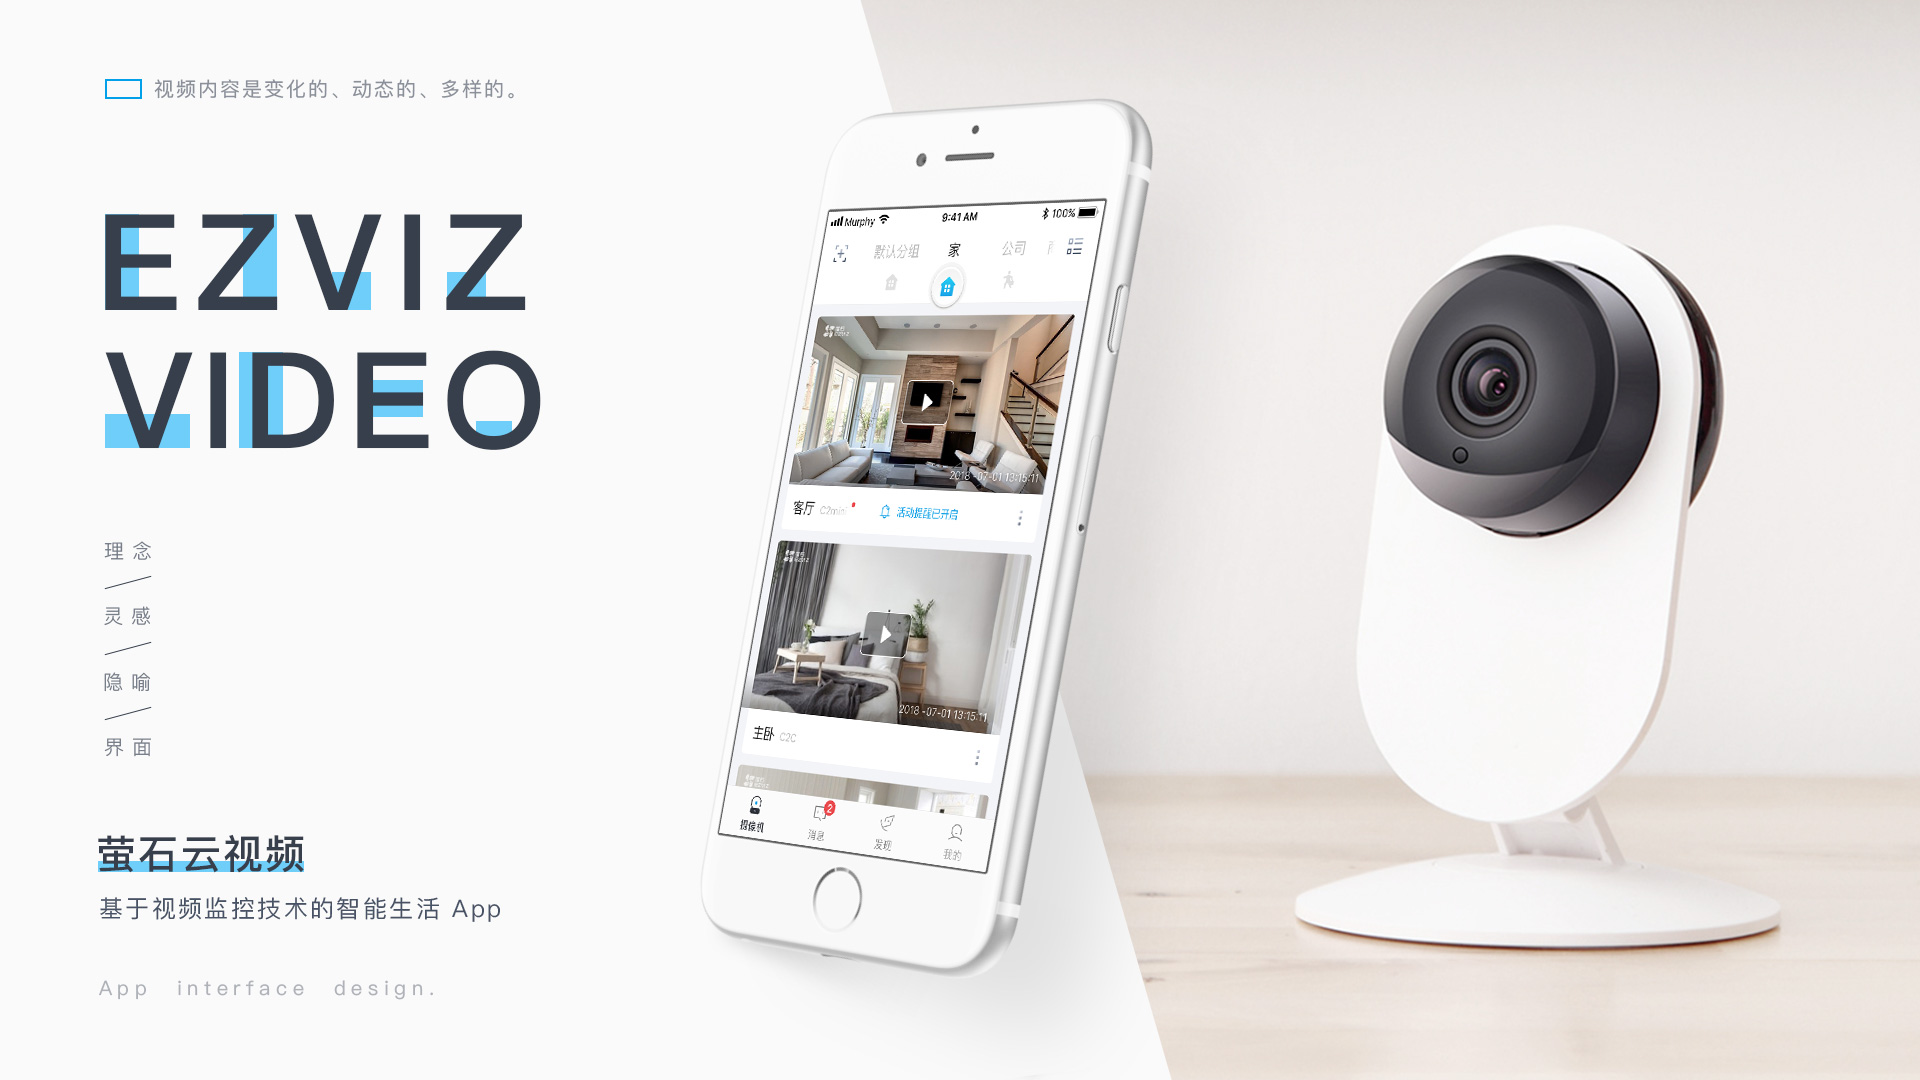 视频内容是变化的、动态的、多样的。
EZVIZ
VIDEO
理念
灵感
隐喻
界面
萤石云视频
基于视频监控技术的智能生活 App
App interface design.
Murphy 9:41 AM 100%
默认分组 家 公司
2018-07-01 13:15:11
客厅 C2mini 活动提醒已开启
2018-07-01 13:15:11
主卧 C2C
2
摄像机 消息 发现 我的